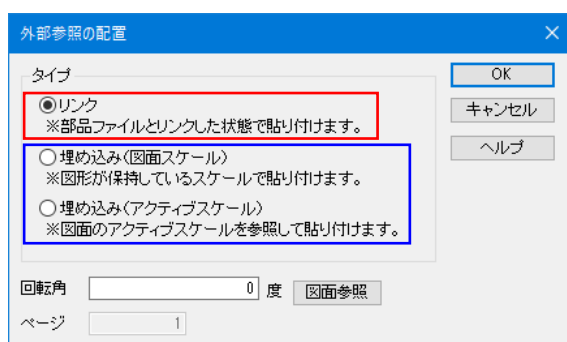 外部参照の配置
タイプ
リンク
※部品ファイルとリンクした状態で貼り付けます。
埋め込み(図面スケール)
※図形が保持しているスケールで貼り付けます。
埋め込み(アクティブスケール)
※図面のアクティブスケールを参照して貼り付けます。
OK
キャンセル
ヘルプ
回転角 0 度 図面参照
ページ 1